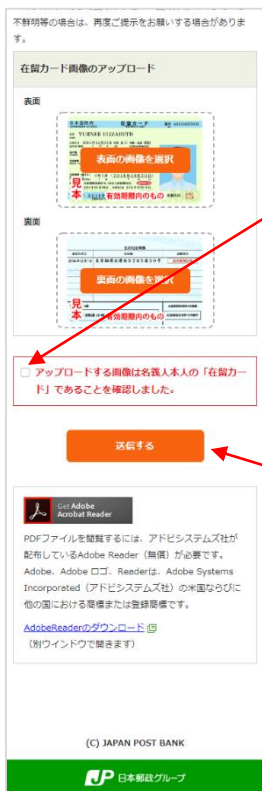 不鮮明等の場合は、再度ご提示をお願いする場合がありま
す。
在留カード画像のアップロード
表面
在留カード
TURNER ELIZABETH
表面の画像を選択
見本
有効期間内のもの
裏面
裏面の画像を選択
見本
有効期間内のもの
アップロードする画像は名義人本人の「在留カー
ド」であることを確認しました。
送信する
Get Adobe
Acrobat Reader
PDFファイルを閲覧するには、アドビシステムズ社が
配布しているAdobe Reader（無償）が必要です。
Adobe、Adobe ロゴ、Readerは、Adobe Systems
Incorporated（アドビシステムズ社）の米国ならびに
他の国における商標または登録商標です。
AdobeReaderのダウンロード
（別ウィンドウで開きます）
(C) JAPAN POST BANK
JP 日本郵政グループ